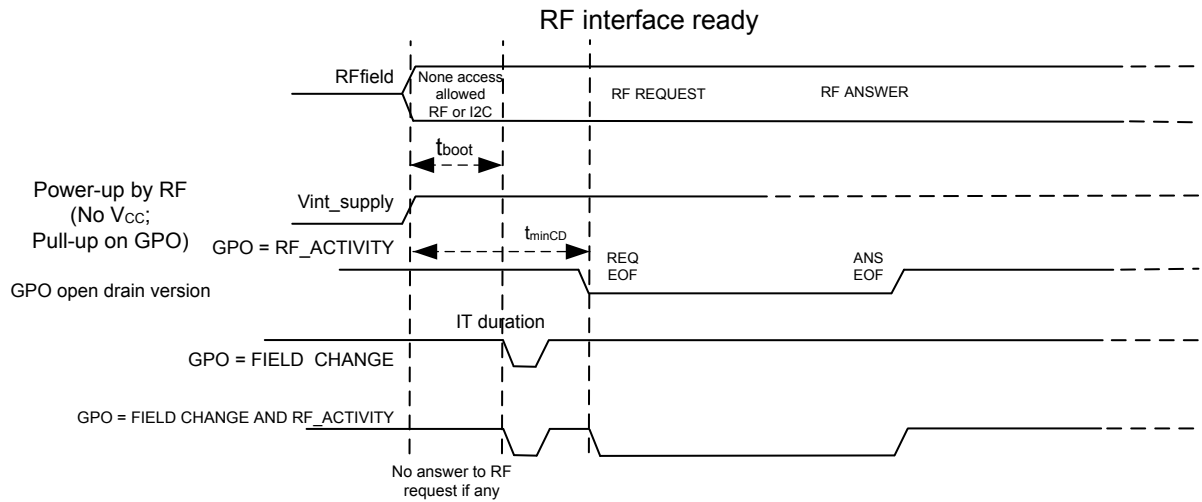 RF interface ready
RFfield
None access
allowed
RF or I2C
RF REQUEST
RF ANSWER
tboot
Power-up by RF
(No VCC;
Pull-up on GPO)
Vint_supply
GPO = RF_ACTIVITY
tminCD
REQ
EOF
ANS
EOF
GPO open drain version
IT duration
GPO = FIELD CHANGE
GPO = FIELD CHANGE AND RF_ACTIVITY
No answer to RF
request if any